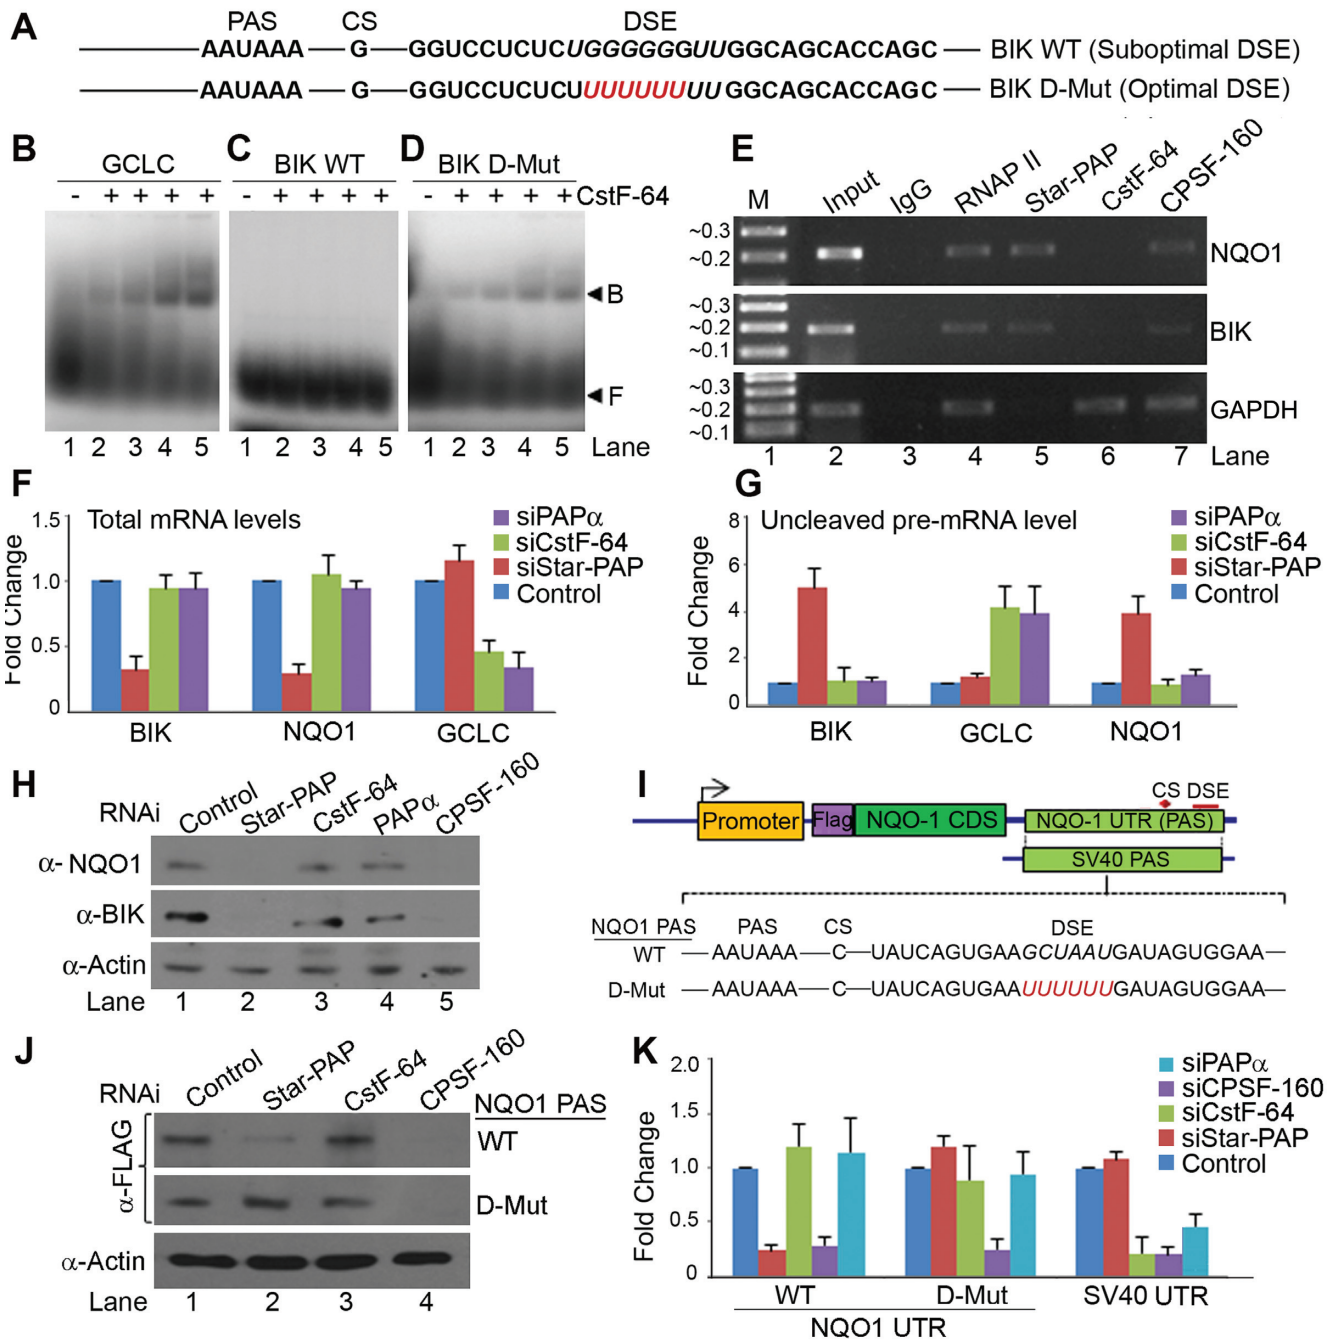 A
PAS CS DSE
AAUAAA — G — GGUCCUCUCUGGGGGGUUGGCAGCACCAGC — BIK WT (Suboptimal DSE)
AAUAAA — G — GGUCCUCUCUUUUUUUUUGGCAGCACCAGC — BIK D-Mut (Optimal DSE)
B GCLC
- + + + +
1 2 3 4 5
C BIK WT
- + + + +
1 2 3 4 5
D BIK D-Mut
- + + + + CstF-64
B
F
1 2 3 4 5 Lane
E
M Input IgG RNAP II Star-PAP CstF-64 CPSF-160
~0.3
~0.2
NQO1
~0.3
~0.2
~0.1
BIK
~0.3
~0.2
~0.1
GAPDH
1 2 3 4 5 6 7 Lane
F
Total mRNA levels
siPAPα
siCstF-64
siStar-PAP
Control
Fold Change
1.5
1.0
0.5
0
BIK NQO1 GCLC
G
Uncleaved pre-mRNA level
siPAPα
siCstF-64
siStar-PAP
Control
Fold Change
8
6
4
2
0
BIK GCLC NQO1
H
RNAi Control Star-PAP CstF-64 PAPα CPSF-160
α-NQO1
α-BIK
α-Actin
Lane 1 2 3 4 5
I
CS DSE
Promoter Flag NQO-1 CDS NQO-1 UTR (PAS)
SV40 PAS
NQO1 PAS PAS CS DSE
WT — AAUAAA — C — UAUCAGUGAAGCUAAUGAUAGUGGAA —
D-Mut — AAUAAA — C — UAUCAGUGAAUUUUUUGAUAGUGGAA —
J
RNAi Control Star-PAP CstF-64 CPSF-160
NQO1 PAS
α-FLAG
WT
D-Mut
α-Actin
Lane 1 2 3 4
K
siPAPα
siCPSF-160
siCstF-64
siStar-PAP
Control
Fold Change
2.0
1.5
1.0
0.5
0
WT D-Mut SV40 UTR
NQO1 UTR